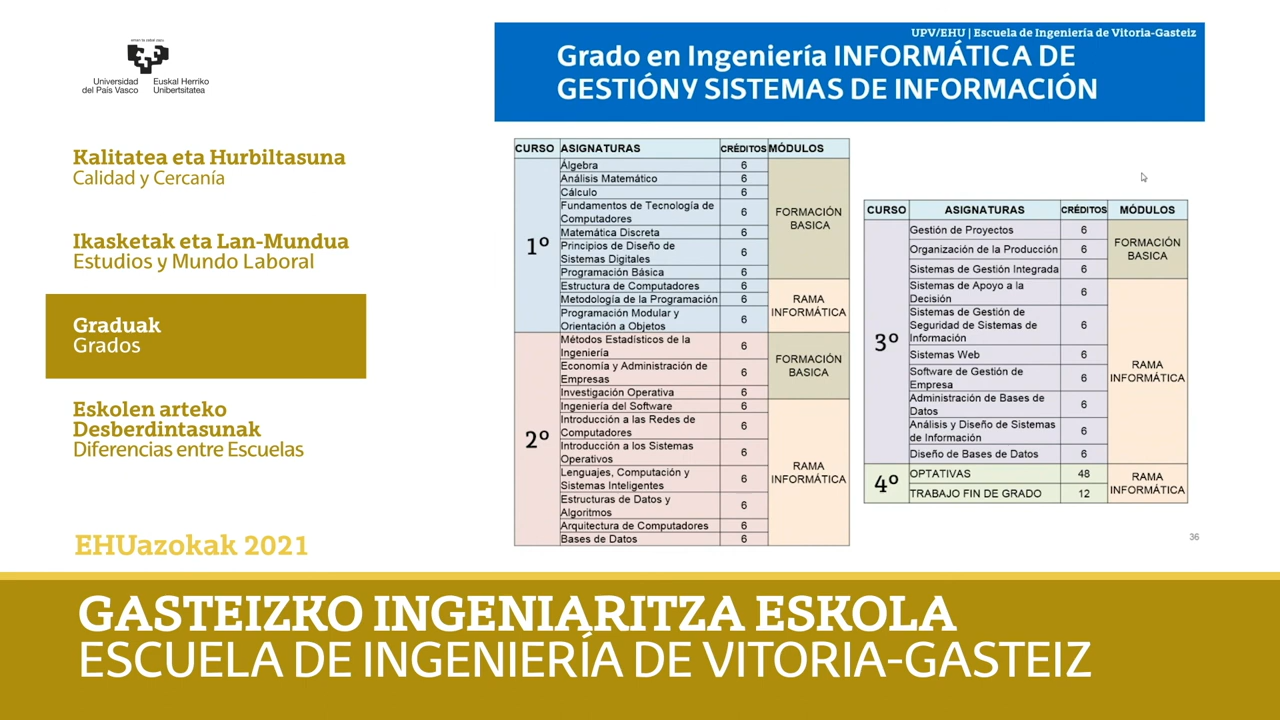 eman ta zabal zazu
Universidad
del País Vasco
Euskal Herriko
Unibertsitatea
Kalitatea eta Hurbiltasuna
Calidad y Cercanía
Ikasketak eta Lan-Mundua
Estudios y Mundo Laboral
Graduak
Grados
Eskolen arteko
Desberdintasunak
Diferencias entre Escuelas
EHUazokak 2021
UPV/EHU | Escuela de Ingeniería de Vitoria-Gasteiz
Grado en Ingeniería INFORMÁTICA DE
GESTIÓNY SISTEMAS DE INFORMACIÓN
CURSO ASIGNATURAS CRÉDITOS MÓDULOS
1º
Álgebra 6
Análisis Matemático 6
Cálculo 6
Fundamentos de Tecnología de
Computadores 6
Matemática Discreta 6
Principios de Diseño de
Sistemas Digitales 6
Programación Básica 6
FORMACIÓN
BASICA
Estructura de Computadores 6
Metodología de la Programación 6
Programación Modular y
Orientación a Objetos 6
RAMA
INFORMÁTICA
2º
Métodos Estadísticos de la
Ingeniería 6
Economía y Administración de
Empresas 6
Investigación Operativa 6
FORMACIÓN
BASICA
Ingeniería del Software 6
Introducción a las Redes de
Computadores 6
Introducción a los Sistemas
Operativos 6
Lenguajes, Computación y
Sistemas Inteligentes 6
Estructuras de Datos y
Algoritmos 6
Arquitectura de Computadores 6
Bases de Datos 6
RAMA
INFORMÁTICA
CURSO ASIGNATURAS CRÉDITOS MÓDULOS
3º
Gestión de Proyectos 6
Organización de la Producción 6
Sistemas de Gestión Integrada 6
FORMACIÓN
BASICA
Sistemas de Apoyo a la
Decisión 6
Sistemas de Gestión de
Seguridad de Sistemas de
Información 6
Sistemas Web 6
Software de Gestión de
Empresa 6
Administración de Bases de
Datos 6
Análisis y Diseño de Sistemas
de Información 6
Diseño de Bases de Datos 6
RAMA
INFORMÁTICA
4º
OPTATIVAS 48
TRABAJO FIN DE GRADO 12
RAMA
INFORMÁTICA
36
GASTEIZKO INGENIARITZA ESKOLA
ESCUELA DE INGENIERÍA DE VITORIA-GASTEIZ